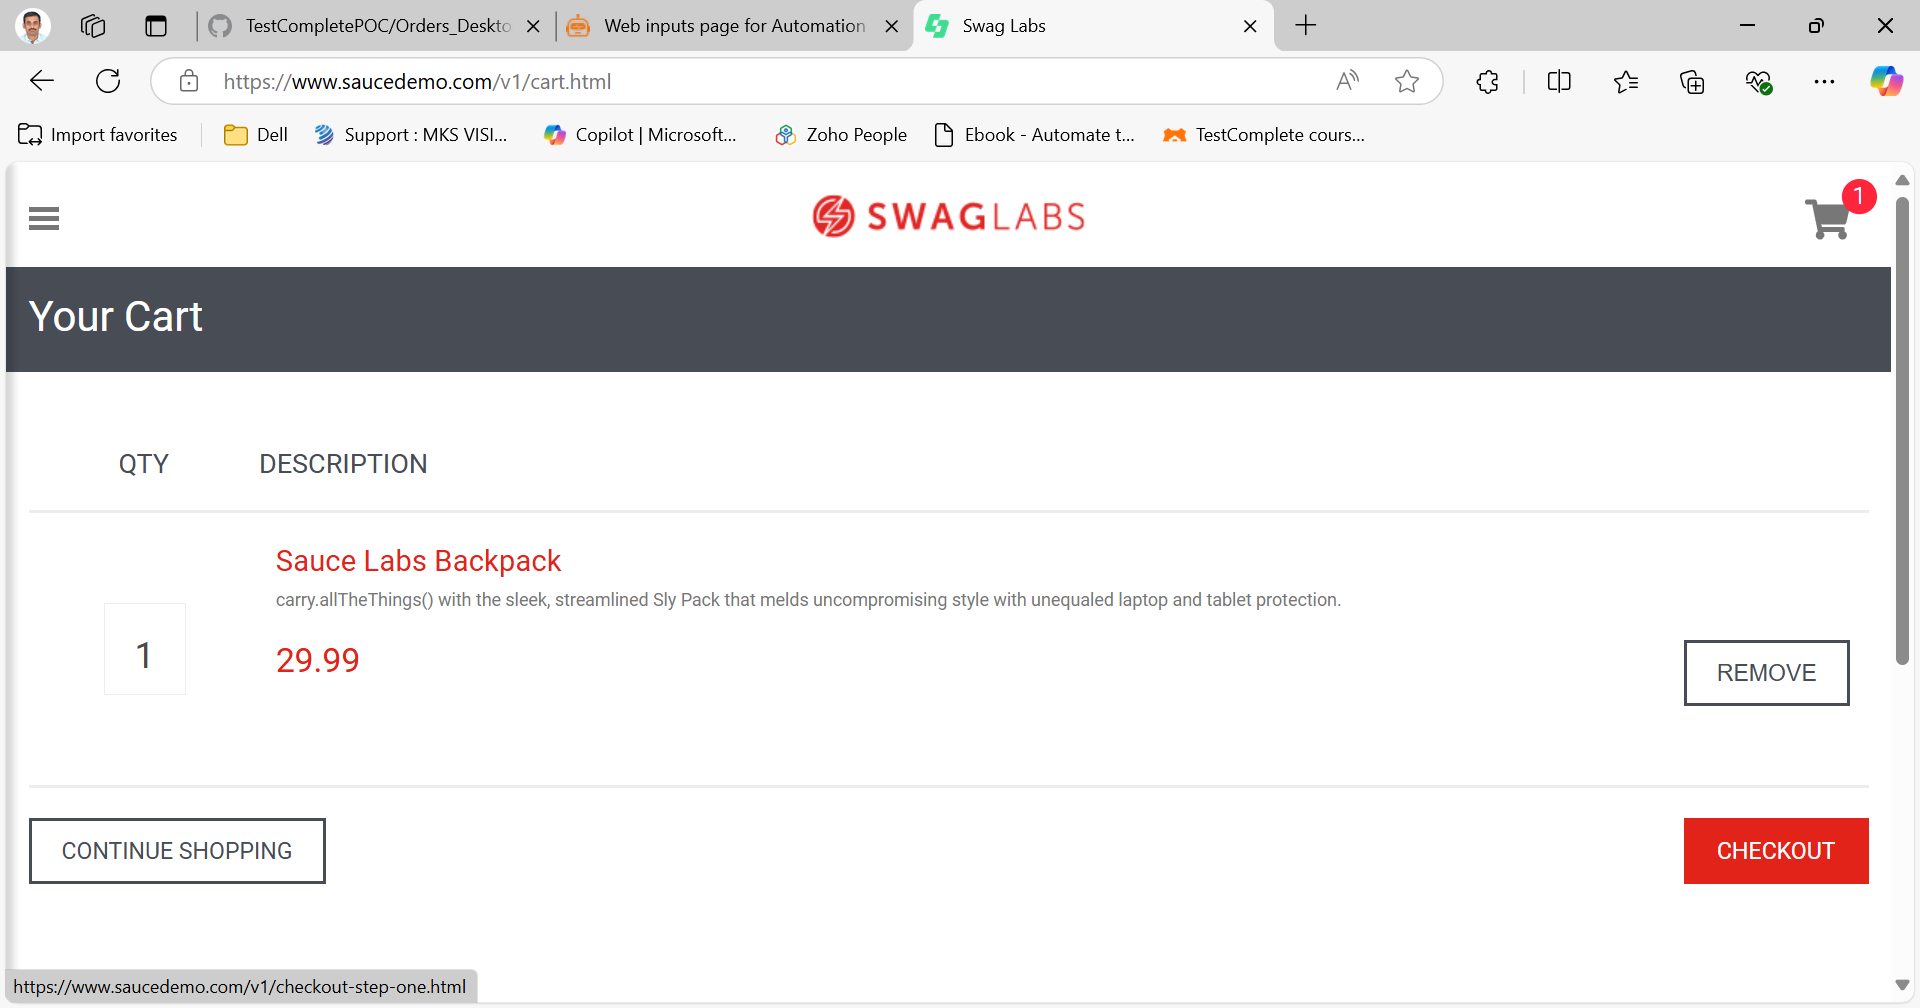 TestCompletePOC/Orders_Deskto
Web inputs page for Automation
Swag Labs
https://www.saucedemo.com/v1/cart.html
Import favorites
Dell
Support : MKS VISI...
Copilot | Microsoft...
Zoho People
Ebook - Automate t...
TestComplete cours...
SWAGLABS
1
Your Cart
QTY DESCRIPTION
Sauce Labs Backpack
carry.allTheThings() with the sleek, streamlined Sly Pack that melds uncompromising style with unequaled laptop and tablet protection.
1
29.99
REMOVE
CONTINUE SHOPPING
CHECKOUT
https://www.saucedemo.com/v1/checkout-step-one.html